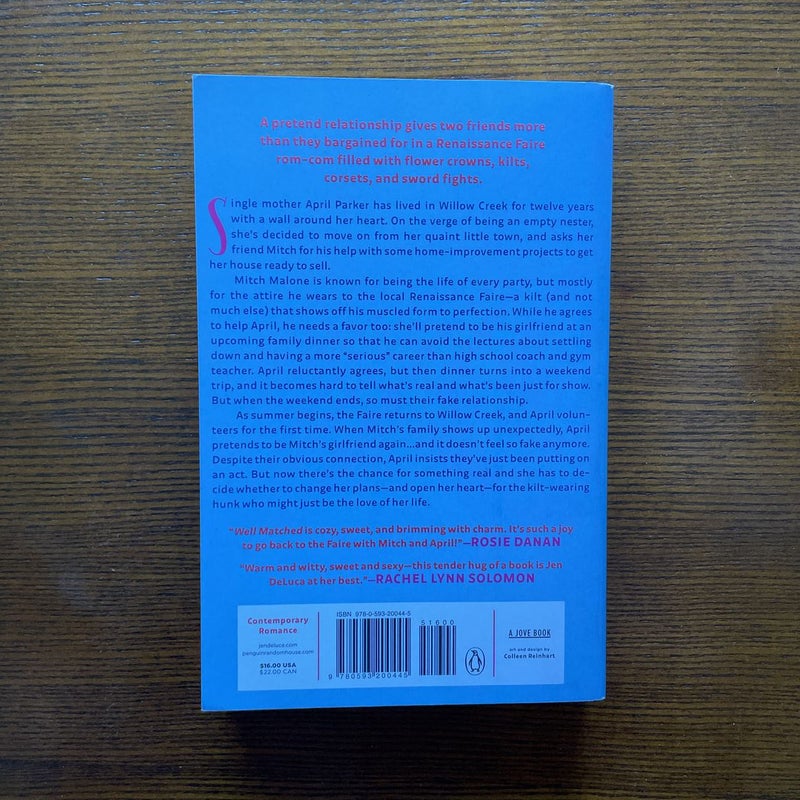 A pretend relationship gives two friends more
than they bargained for in a Renaissance Faire
rom-com filled with flower crowns, kilts,
corsets, and sword fights.
Single mother April Parker has lived in Willow Creek for twelve years
with a wall around her heart. On the verge of being an empty nester,
she's decided to move on from her quaint little town, and asks her
friend Mitch for his help with some home-improvement projects to get
her house ready to sell.
Mitch Malone is known for being the life of every party, but mostly
for the attire he wears to the local Renaissance Faire—a kilt (and not
much else) that shows off his muscled form to perfection. While he agrees
to help April, he needs a favor too: she'll pretend to be his girlfriend at an
upcoming family dinner so that he can avoid the lectures about settling
down and having a more "serious" career than high school coach and gym
teacher. April reluctantly agrees, but then dinner turns into a weekend
trip, and it becomes hard to tell what's real and what's been just for show.
But when the weekend ends, so must their fake relationship.
As summer begins, the Faire returns to Willow Creek, and April volun-
teers for the first time. When Mitch's family shows up unexpectedly, April
pretends to be Mitch's girlfriend again...and it doesn't feel so fake anymore.
Despite their obvious connection, April insists they've just been putting on
an act. But now there's the chance for something real and she has to de-
cide whether to change her plans—and open her heart—for the kilt-wearing
hunk who might just be the love of her life.
"Well Matched is cozy, sweet, and brimming with charm. It's such a joy
to go back to the Faire with Mitch and April!"—ROSIE DANAN
"Warm and witty, sweet and sexy—this tender hug of a book is Jen
DeLuca at her best."—RACHEL LYNN SOLOMON
Contemporary
Romance
jendeluca.com
penguinrandomhouse.com
$16.00 USA
$22.00 CAN
ISBN 978-0-593-20044-5
51600
9 780593 200445
A JOVE BOOK
art and design by
Colleen Reinhart